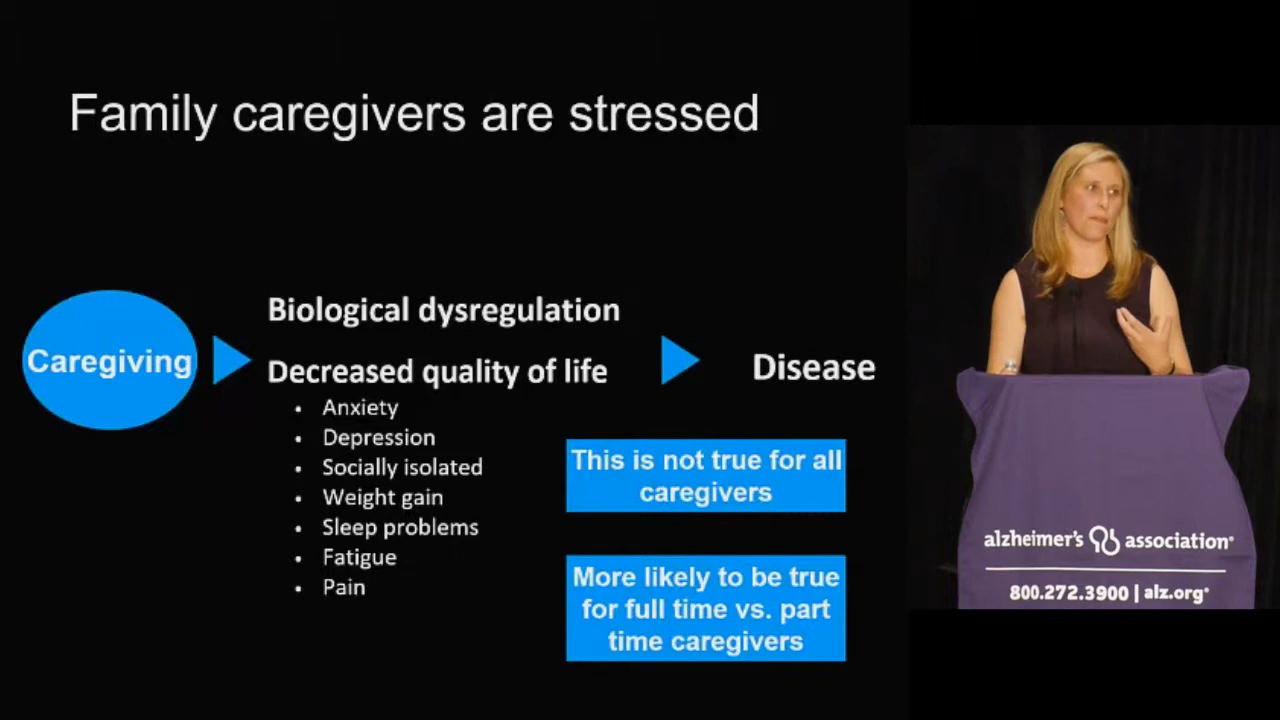 Family caregivers are stressed
Caregiving
Biological dysregulation
Decreased quality of life
• Anxiety
• Depression
• Socially isolated
• Weight gain
• Sleep problems
• Fatigue
• Pain
Disease
This is not true for all
caregivers
More likely to be true
for full time vs. part
time caregivers
alzheimer's association®
800.272.3900 | alz.org®